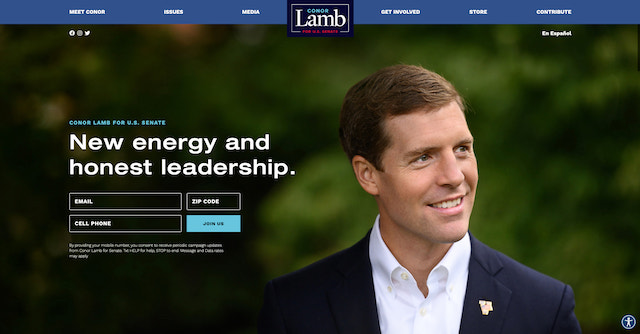 MEET CONOR
ISSUES
MEDIA
CONOR
Lamb
FOR U.S. SENATE
GET INVOLVED
STORE
CONTRIBUTE
En Español
CONOR LAMB FOR U.S. SENATE
New energy and
honest leadership.
EMAIL
ZIP CODE
CELL PHONE
JOIN US
By providing your mobile number, you consent to receive periodic campaign updates
from Conor Lamb for Senate. Txt HELP for help, STOP to end. Message and Data rates
may apply